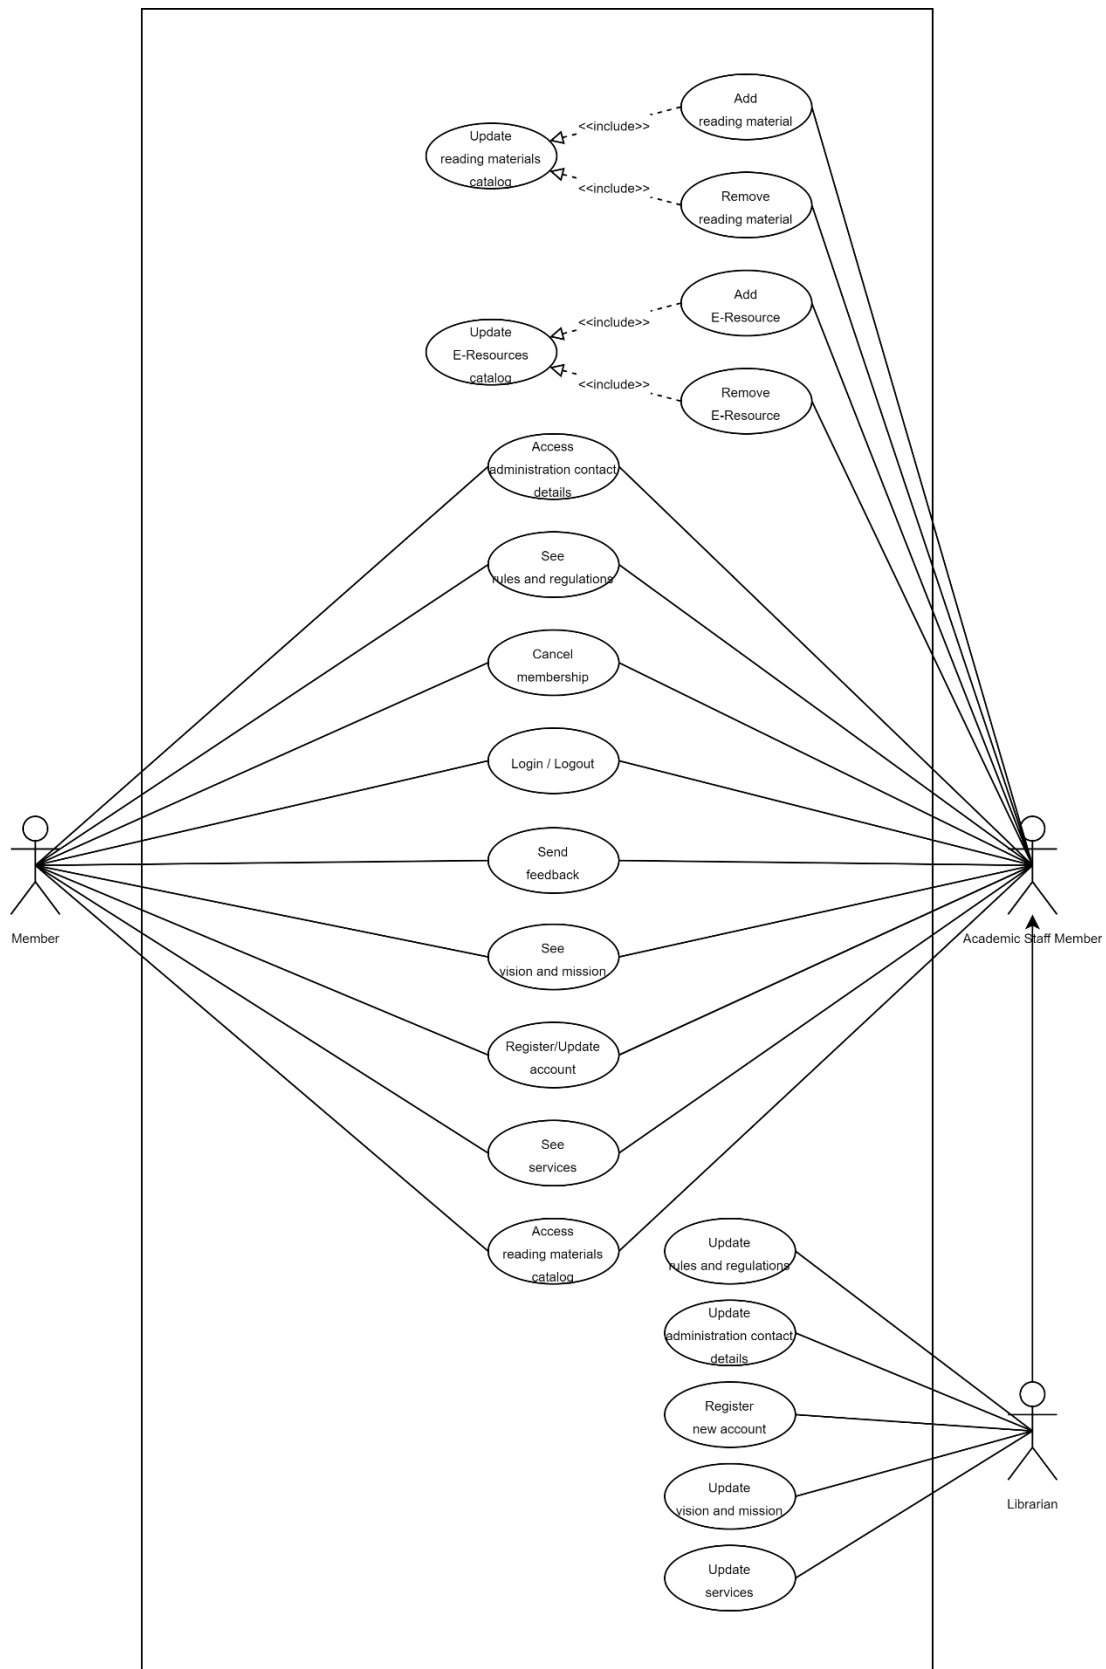 Add
reading material
<<include>>
Update
reading materials
catalog
<<include>>
Remove
reading material
Add
E-Resource
<<include>>
Update
E-Resources
catalog
<<include>>
Remove
E-Resource
Access
administration contact
details
See
rules and regulations
Cancel
membership
Login / Logout
Send
feedback
Member
Academic Staff Member
See
vision and mission
Register/Update
account
See
services
Access
reading materials
catalog
Update
rules and regulations
Update
administration contact
details
Register
new account
Update
vision and mission
Librarian
Update
services